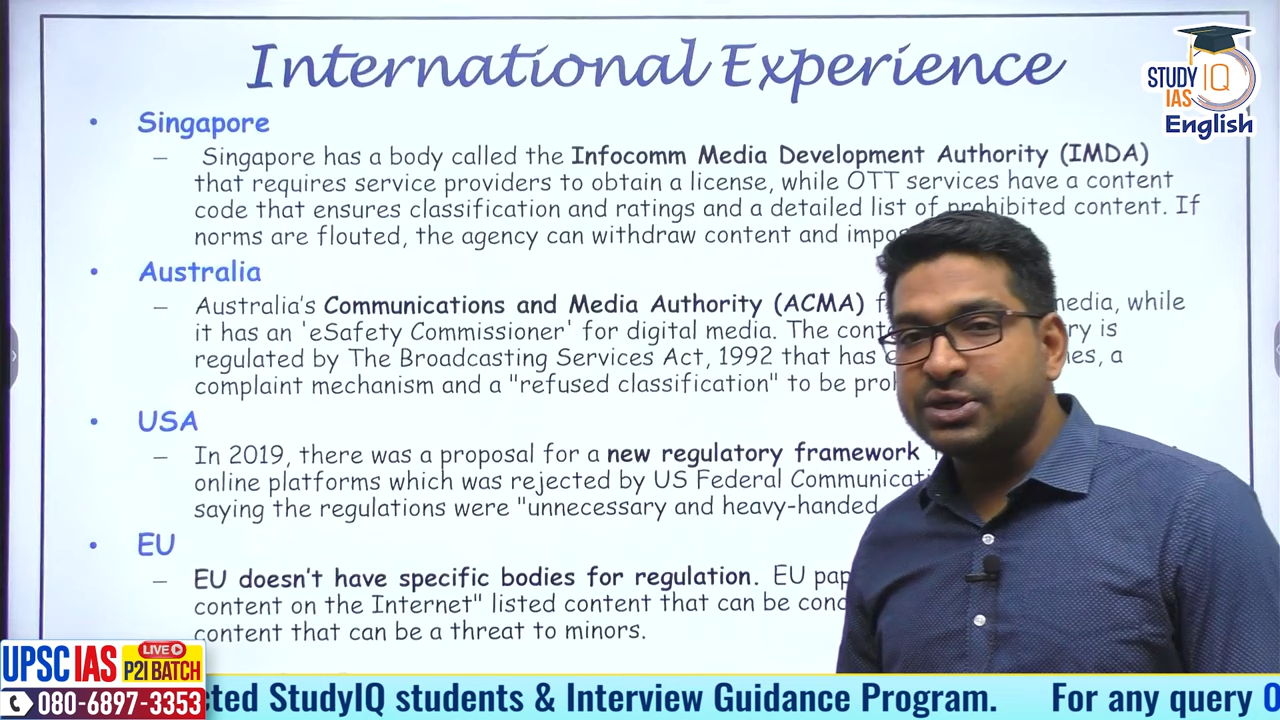 International Experience
STUDY IQ
IAS
English
• Singapore
– Singapore has a body called the Infocomm Media Development Authority (IMDA)
that requires service providers to obtain a license, while OTT services have a content
code that ensures classification and ratings and a detailed list of prohibited content. If
norms are flouted, the agency can withdraw content and
• Australia
– Australia's Communications and Media Authority (ACMA) media, while
it has an 'eSafety Commissioner' for digital media. The is
regulated by The Broadcasting Services Act, 1992 that has a
complaint mechanism and a "refused classification" to be
• USA
– In 2019, there was a proposal for a new regulatory framework
online platforms which was rejected by US Federal
saying the regulations were "unnecessary and heavy-handed
• EU
– EU doesn't have specific bodies for regulation. EU
content on the Internet" listed content that can be
content that can be a threat to minors.
UPSC IAS LIVE
P2I BATCH
080-6897-3353
cted StudyIQ students & Interview Guidance Program. For any query